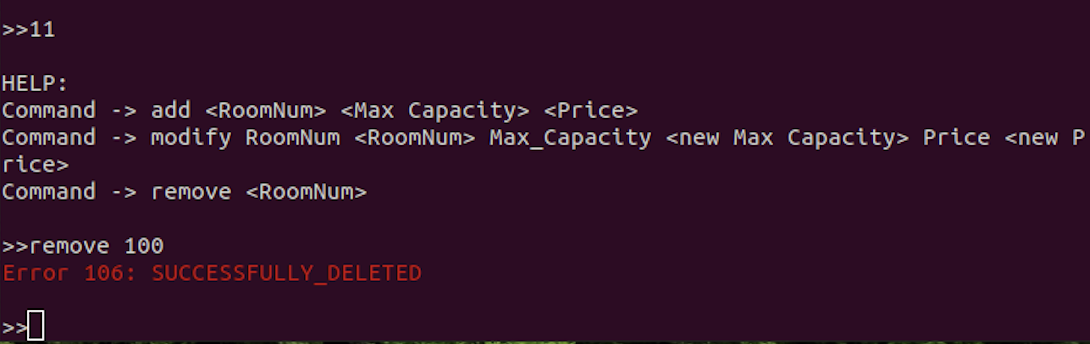 >>11
HELP:
Command -> add <RoomNum> <Max Capacity> <Price>
Command -> modify RoomNum <RoomNum> Max_Capacity <new Max Capacity> Price <new P
rice>
Command -> remove <RoomNum>
>>remove 100
Error 106: SUCCESSFULLY_DELETED
>>